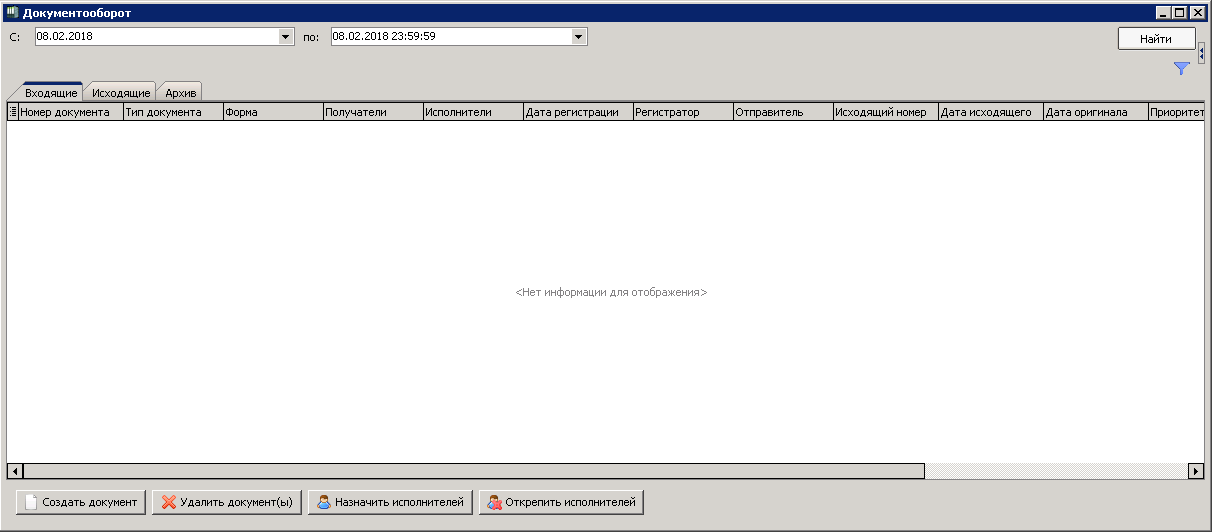 Документооборот
С: 08.02.2018 по: 08.02.2018 23:59:59 Найти
Входящие Исходящие Архив
Номер документа Тип документа Форма Получатели Исполнители Дата регистрации Регистратор Отправитель Исходящий номер Дата исходящего Дата оригинала Приоритет
<Нет информации для отображения>
Создать документ Удалить документ(ы) Назначить исполнителей Открепить исполнителей